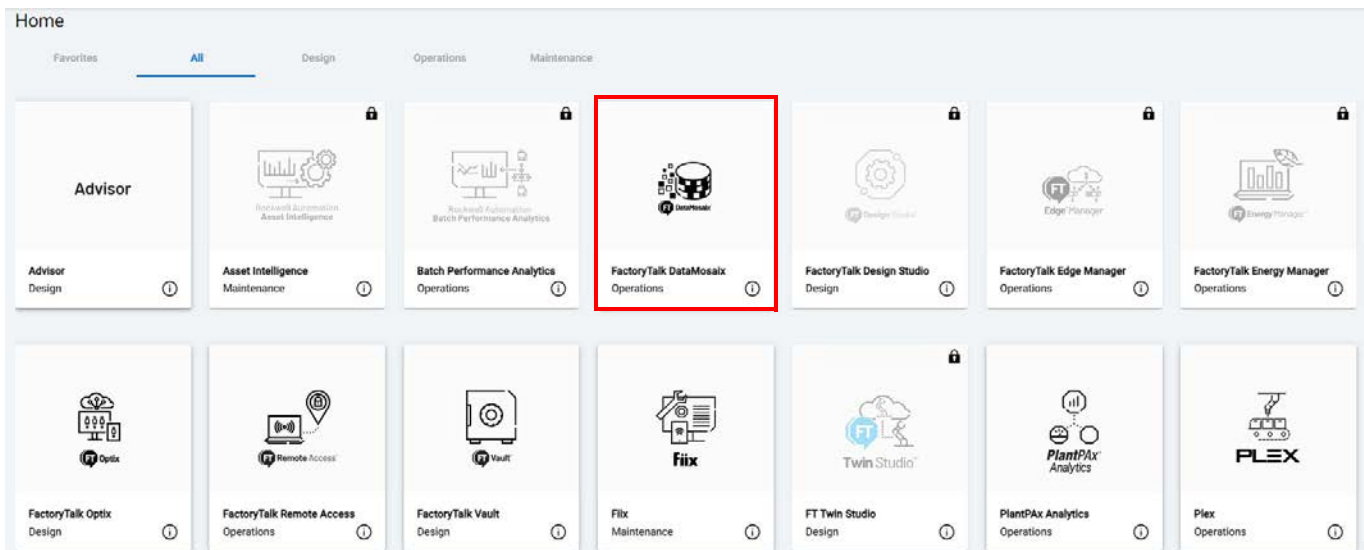 Home
Favorites All Design Operations Maintenance
Advisor
Rockwell Automation
Asset Intelligence
Rockwell Automation
Batch Performance Analytics
FT DataMosaix
FT Design Studio
FT
Edge Manager
FT Energy Manager
Advisor
Design
Asset Intelligence
Maintenance
Batch Performance Analytics
Operations
FactoryTalk DataMosaix
Operations
FactoryTalk Design Studio
Design
FactoryTalk Edge Manager
Operations
FactoryTalk Energy Manager
Operations
FT Optix
FT Remote Access
FT Vault
Fiix
FT
Twin Studio
PlantPAx
Analytics
PLEX
FactoryTalk Optix
Design
FactoryTalk Remote Access
Operations
FactoryTalk Vault
Design
Fiix
Maintenance
FT Twin Studio
Design
PlantPAx Analytics
Operations
Plex
Operations